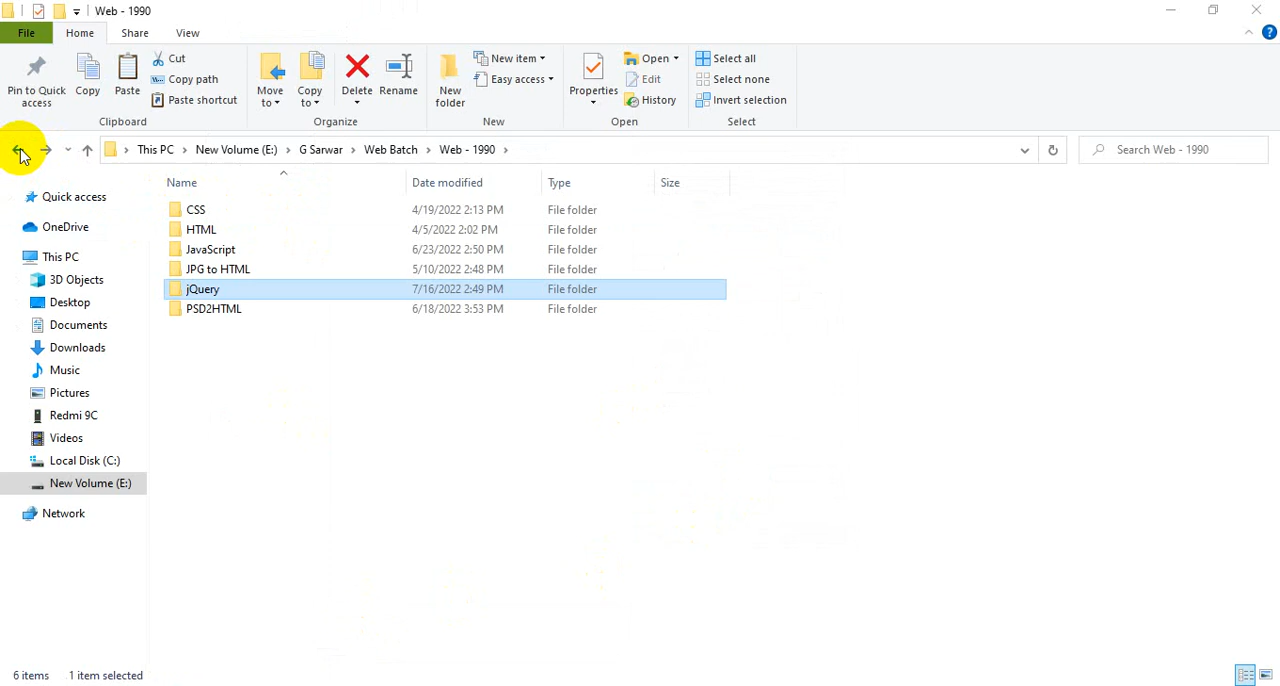 Web - 1990
File Home Share View
Pin to Quick access
Copy
Paste
Cut
Copy path
Paste shortcut
Clipboard
Move to
Copy to
Delete
Rename
Organize
New folder
New item
Easy access
New
Properties
Open
Edit
History
Open
Select all
Select none
Invert selection
Select
This PC New Volume (E:) G Sarwar Web Batch Web - 1990
Search Web - 1990
Quick access
OneDrive
This PC
3D Objects
Desktop
Documents
Downloads
Music
Pictures
Redmi 9C
Videos
Local Disk (C:)
New Volume (E:)
Network
Name Date modified Type Size
CSS 4/19/2022 2:13 PM File folder
HTML 4/5/2022 2:02 PM File folder
JavaScript 6/23/2022 2:50 PM File folder
JPG to HTML 5/10/2022 2:48 PM File folder
jQuery 7/16/2022 2:49 PM File folder
PSD2HTML 6/18/2022 3:53 PM File folder
6 items 1 item selected